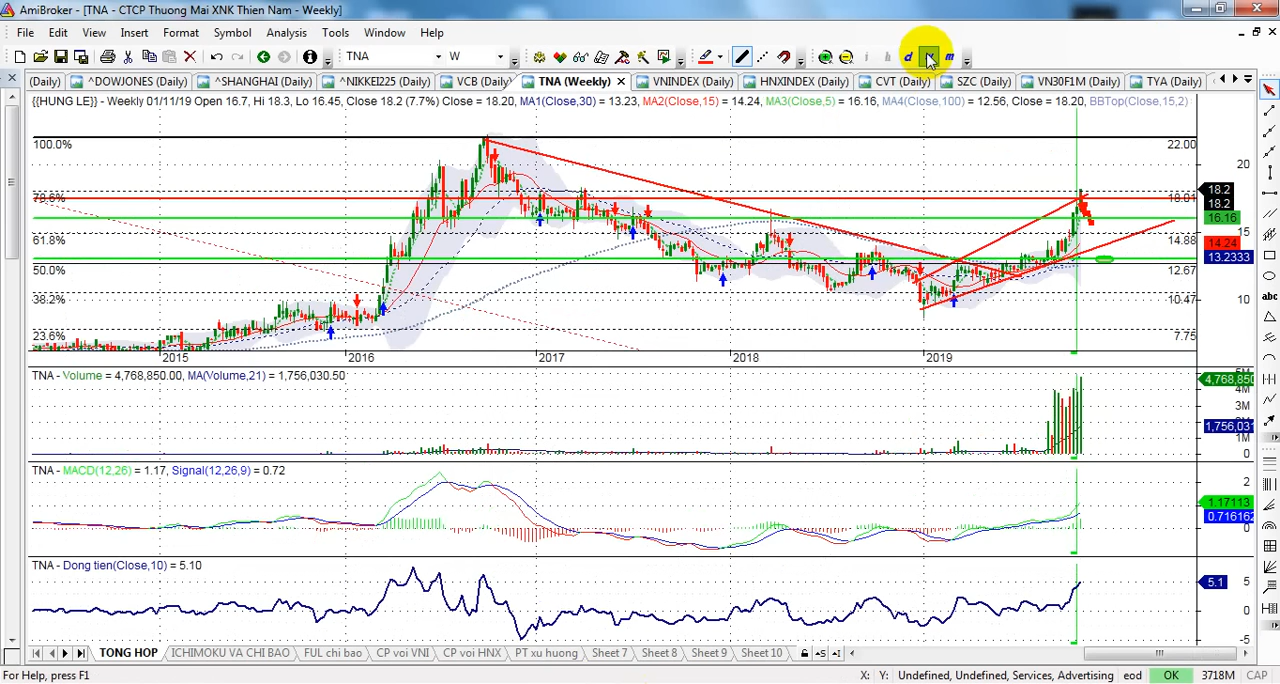 AmiBroker - [TNA - CTCP Thuong Mai XNK Thien Nam - Weekly]
File Edit View Insert Format Symbol Analysis Tools Window Help
TNA W i h d m
(Daily) ^DOWJONES (Daily) ^SHANGHAI (Daily) ^NIKKEI225 (Daily) VCB (Daily) TNA (Weekly) VNINDEX (Daily) HNXINDEX (Daily) CVT (Daily) SZC (Daily) VN30F1M (Daily) TYA (Daily)
{{HUNG LE}} - Weekly 01/11/19 Open 16.7, Hi 18.3, Lo 16.45, Close 18.2 (7.7%) Close = 18.20, MA1(Close,30) = 13.23, MA2(Close,15) = 14.24, MA3(Close,5) = 16.16, MA4(Close,100) = 12.56, Close = 18.20, BBTop(Close,15,2)
100.0% 22.00
20
18.2
78.6% 18.01
18.2
16.16
61.8% 15
14.88
14.24
13.2333
50.0% 12.67
38.2% 10.47 10
23.6% 7.75
2015 2016 2017 2018 2019
TNA - Volume = 4,768,850.00, MA(Volume,21) = 1,756,030.50
5M
4,768,850
4M
3M
2M
1,756,031
1M
TNA - MACD(12,26) = 1.17, Signal(12,26,9) = 0.72
2
1.17113
0.716162
0
TNA - Dong tien(Close,10) = 5.10
5.1 5
0
-5
TONG HOP ICHIMOKU VA CHI BAO FUL chi bao CP voi VNI CP voi HNX PT xu huong Sheet 7 Sheet 8 Sheet 9 Sheet 10
For Help, press F1 X: Y: Undefined, Undefined, Services, Advertising eod OK 3718M CAP
abc